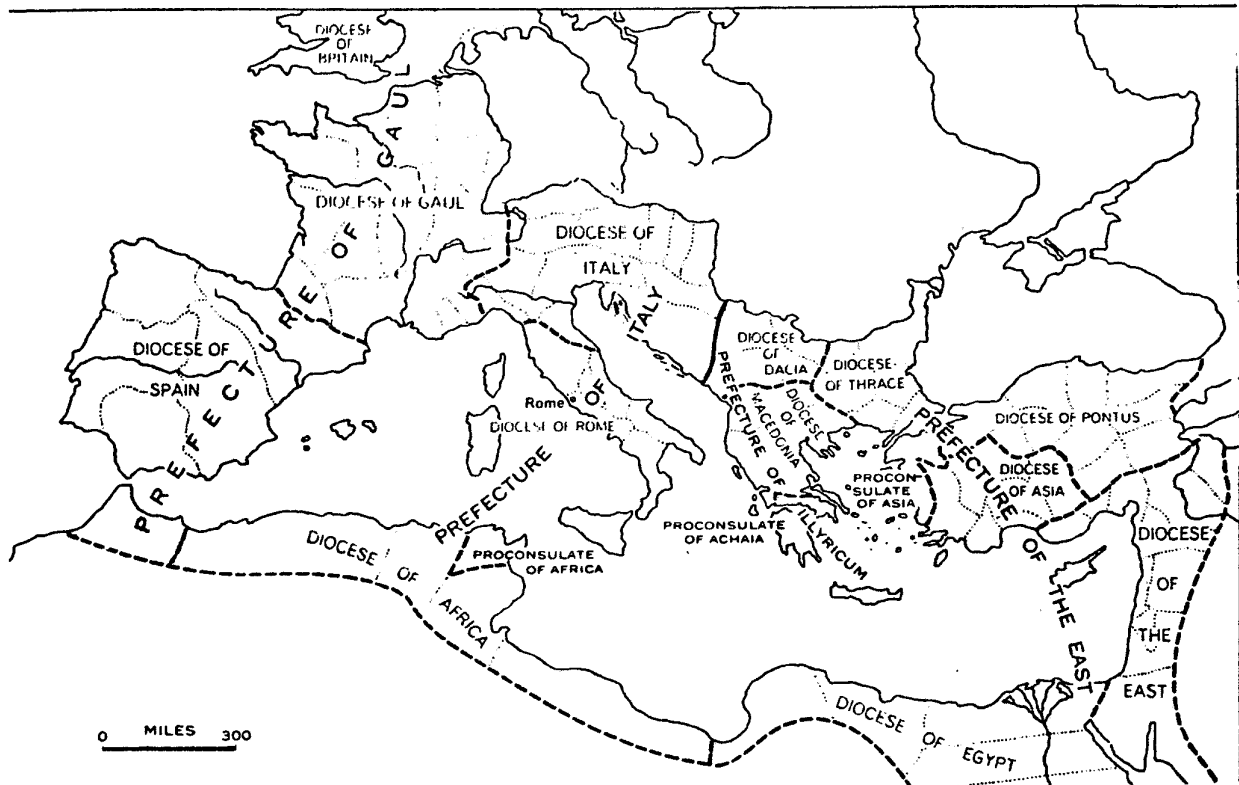 DIOCESE
OF
BRITAIN
PREFECTURE OF GAUL
DIOCESE OF GAUL
DIOCESE OF
SPAIN
DIOCESE OF
ITALY
PREFECTURE OF ITALY
Rome
DIOCESE OF ROME
DIOCESE OF AFRICA
PROCONSULATE
OF AFRICA
DIOCESE
OF
DACIA
DIOCESE
OF THRACE
PREFECTURE OF ILLYRICUM
DIOCESE
OF
MACEDONIA
PROCONSULATE
OF ACHAIA
PROCON
SULATE
OF ASIA
DIOCESE OF PONTUS
DIOCESE
OF ASIA
PREFECTURE OF THE EAST
DIOCESE
OF
THE
EAST
DIOCESE OF EGYPT
0 MILES 300